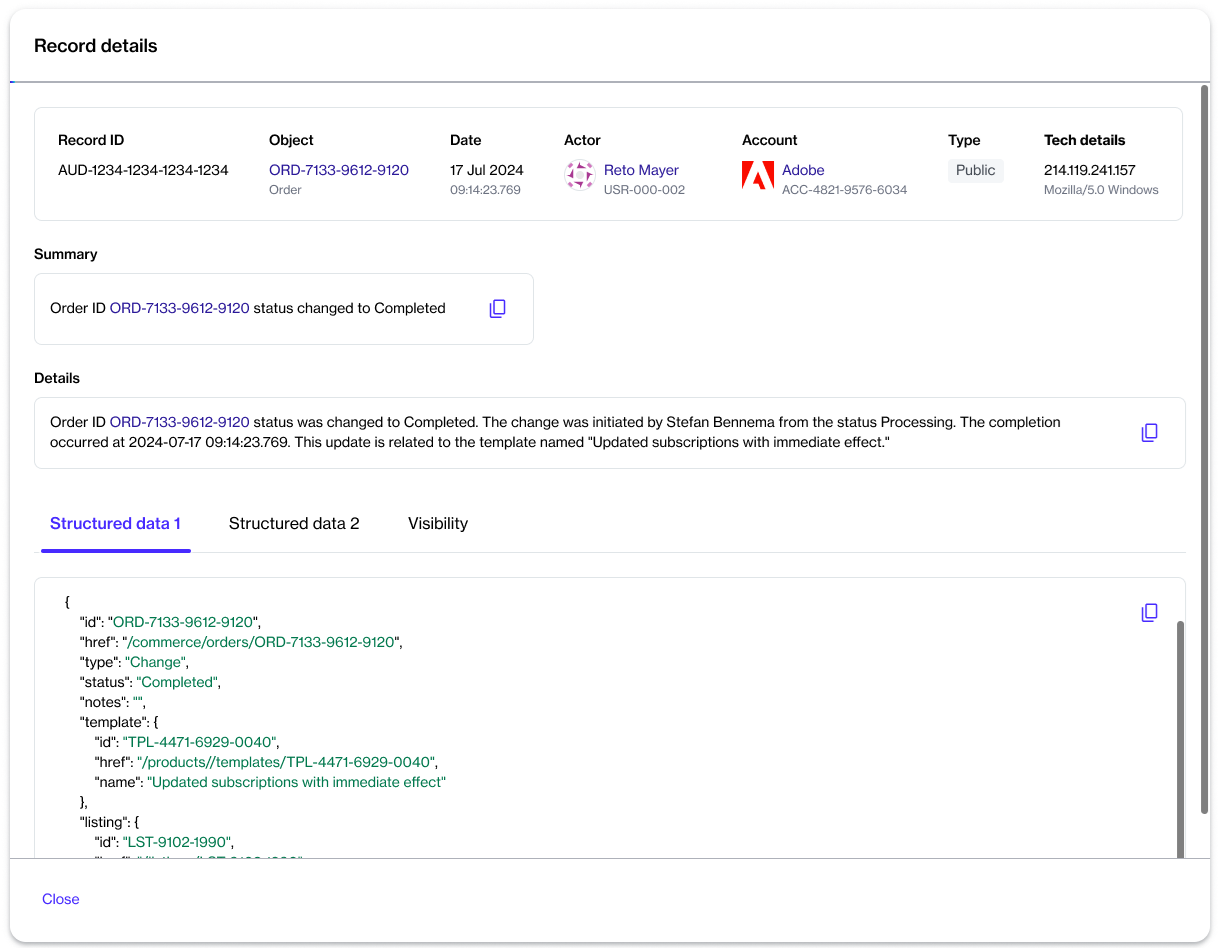 Record details
Record ID Object Date Actor Account Type Tech details
AUD-1234-1234-1234-1234 ORD-7133-9612-9120 17 Jul 2024 Reto Mayer Adobe Public 214.119.241.157
Order 09:14:23.769 USR-000-002 ACC-4821-9576-6034 Mozilla/5.0 Windows
Summary
Order ID ORD-7133-9612-9120 status changed to Completed
Details
Order ID ORD-7133-9612-9120 status was changed to Completed. The change was initiated by Stefan Bennema from the status Processing. The completion
occurred at 2024-07-17 09:14:23.769. This update is related to the template named "Updated subscriptions with immediate effect."
Structured data 1 Structured data 2 Visibility
{
"id": "ORD-7133-9612-9120",
"href": "/commerce/orders/ORD-7133-9612-9120",
"type": "Change",
"status": "Completed",
"notes": "",
"template": {
"id": "TPL-4471-6929-0040",
"href": "/products//templates/TPL-4471-6929-0040",
"name": "Updated subscriptions with immediate effect"
},
"listing": {
"id": "LST-9102-1990",
Close